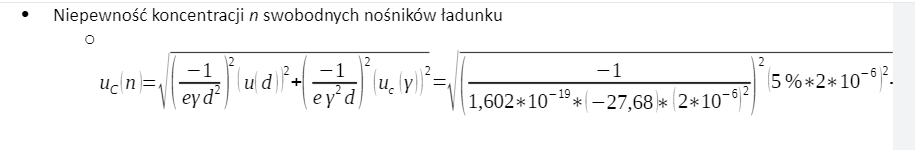 • Niepewność koncentracji n swobodnych nośników ładunku
○
u_C(n)=√((−1/(eγd²))²(u(d))²+(−1/(eγ²d))²(u_c(γ))²)=√((−1/(1,602*10⁻¹⁹*(−27,68)*(2*10⁻⁶)²))²(5%*2*10⁻⁶)².